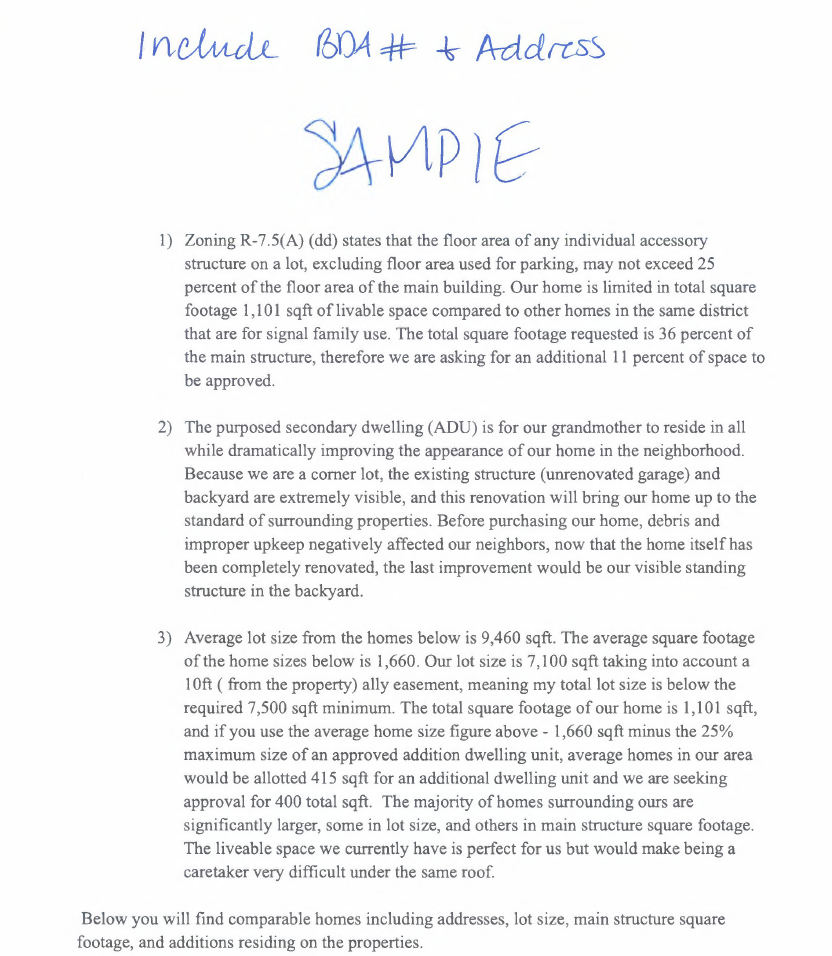 Include BDA# & Address
SAMPLE
1) Zoning R-7.5(A) (dd) states that the floor area of any individual accessory
structure on a lot, excluding floor area used for parking, may not exceed 25
percent of the floor area of the main building. Our home is limited in total square
footage 1,101 sqft of livable space compared to other homes in the same district
that are for signal family use. The total square footage requested is 36 percent of
the main structure, therefore we are asking for an additional 11 percent of space to
be approved.
2) The purposed secondary dwelling (ADU) is for our grandmother to reside in all
while dramatically improving the appearance of our home in the neighborhood.
Because we are a corner lot, the existing structure (unrenovated garage) and
backyard are extremely visible, and this renovation will bring our home up to the
standard of surrounding properties. Before purchasing our home, debris and
improper upkeep negatively affected our neighbors, now that the home itself has
been completely renovated, the last improvement would be our visible standing
structure in the backyard.
3) Average lot size from the homes below is 9,460 sqft. The average square footage
of the home sizes below is 1,660. Our lot size is 7,100 sqft taking into account a
10ft ( from the property) ally easement, meaning my total lot size is below the
required 7,500 sqft minimum. The total square footage of our home is 1,101 sqft,
and if you use the average home size figure above - 1,660 sqft minus the 25%
maximum size of an approved addition dwelling unit, average homes in our area
would be allotted 415 sqft for an additional dwelling unit and we are seeking
approval for 400 total sqft. The majority of homes surrounding ours are
significantly larger, some in lot size, and others in main structure square footage.
The liveable space we currently have is perfect for us but would make being a
caretaker very difficult under the same roof.
Below you will find comparable homes including addresses, lot size, main structure square
footage, and additions residing on the properties.